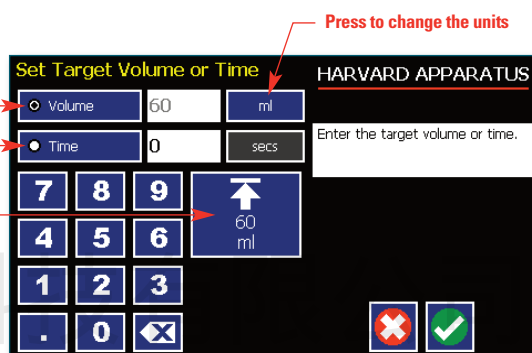 Press to change the units
Set Target Volume or Time
HARVARD APPARATUS
Volume
60
ml
Time
0
secs
Enter the target volume or time.
7
8
9
60
ml
4
5
6
1
2
3
.
0